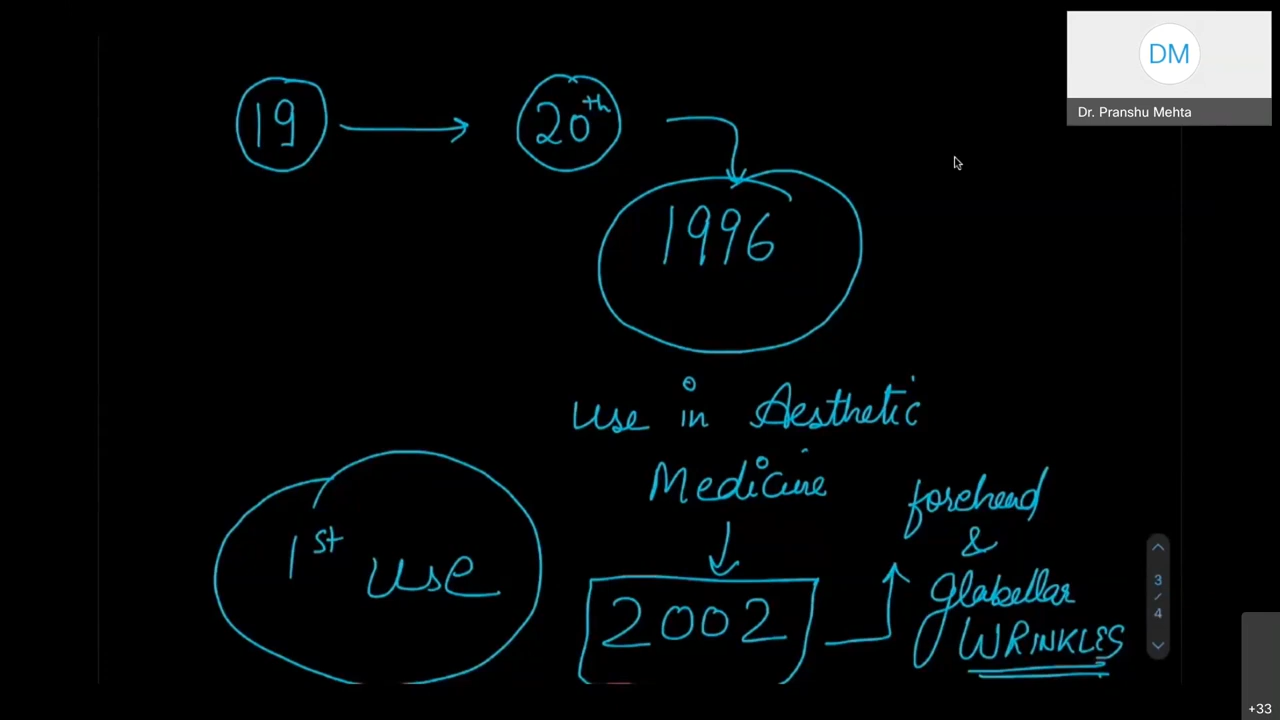 19 20th
DM
Dr. Pranshu Mehta
1996
use in Aesthetic
Medicine
forehead
&
glabellar
WRINKLES
1st use
2002
3
/
4
+33